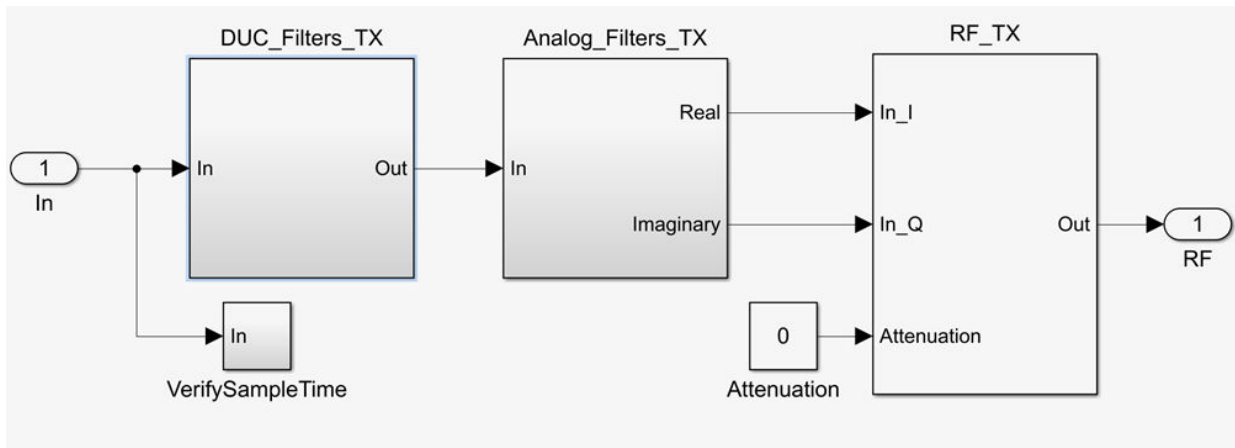 DUC_Filters_TX
Analog_Filters_TX
RF_TX
Real
In_I
1
In
Out
In
In
Imaginary
In_Q
Out
1
RF
In
VerifySampleTime
0
Attenuation
Attenuation